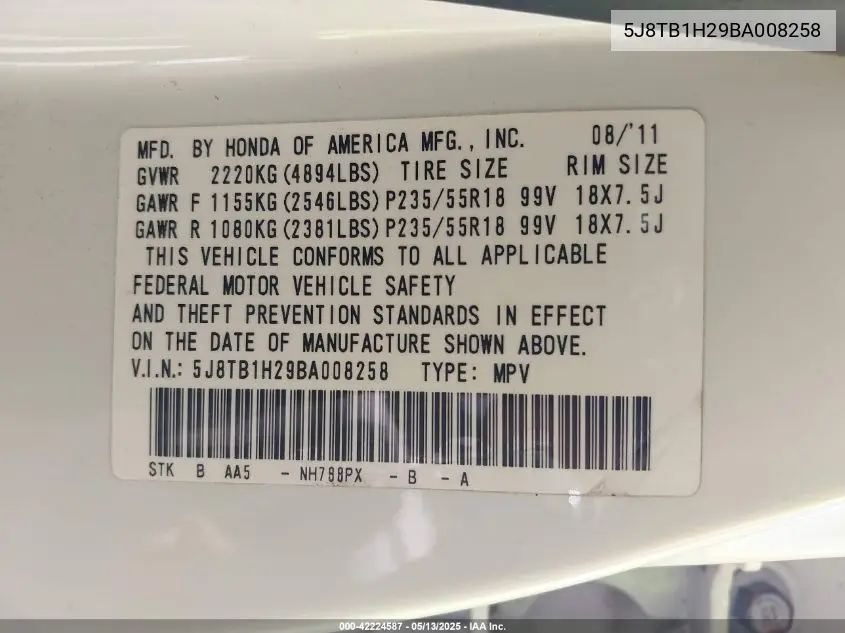 5J8TB1H29BA008258
MFD. BY HONDA OF AMERICA MFG., INC. 08/'11
GVWR 2220KG(4894LBS) TIRE SIZE RIM SIZE
GAWR F 1155KG(2546LBS) P235/55R18 99V 18X7.5J
GAWR R 1080KG(2381LBS) P235/55R18 99V 18X7.5J
THIS VEHICLE CONFORMS TO ALL APPLICABLE
FEDERAL MOTOR VEHICLE SAFETY
AND THEFT PREVENTION STANDARDS IN EFFECT
ON THE DATE OF MANUFACTURE SHOWN ABOVE.
V.I.N.: 5J8TB1H29BA008258 TYPE: MPV
STK B AA5 - NH788PX - B - A
000-42224587 - 05/13/2025 - IAA Inc.